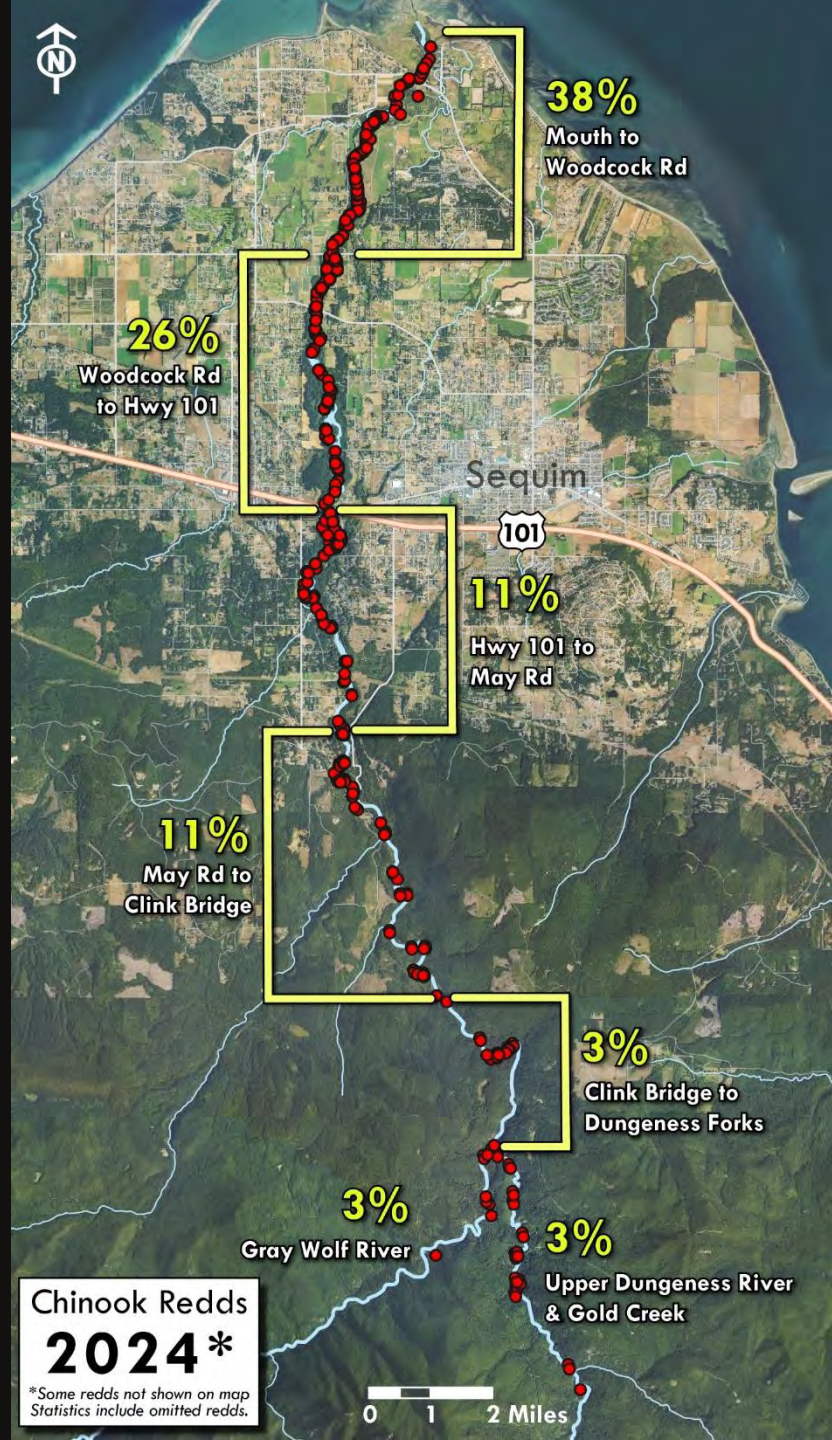 N
38%
Mouth to
Woodcock Rd
26%
Woodcock Rd
to Hwy 101
Sequim
101
11%
Hwy 101 to
May Rd
11%
May Rd to
Clink Bridge
3%
Clink Bridge to
Dungeness Forks
3%
Gray Wolf River
3%
Upper Dungeness River
& Gold Creek
Chinook Redds
2024*
*Some redds not shown on map
Statistics include omitted redds.
0 1 2 Miles